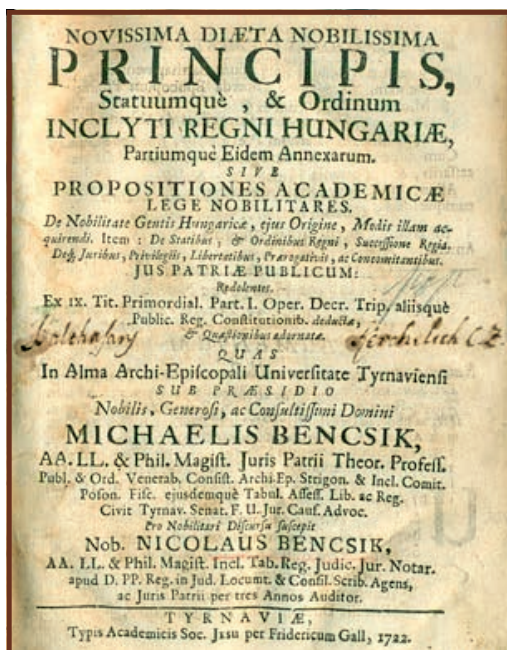 NOVISSIMA DIÆTA NOBILISSIMA
PRINCIPIS,
Statuumquè, & Ordinum
INCLYTI REGNI HUNGARIÆ,
Partiumquè Eidem Annexarum.
SIVE
PROPOSITIONES ACADEMICÆ
LEGE NOBILITARES.
De Nobilitate Gentis Hungaricæ, ejus Origine, Modis illam ac-
quirendi. Item: De Statibus, & Ordinibus Regni, Successione Regia,
Deq; Juribus, Privilegiis, Libertatibus, Prærogativis, ac Concomitantibus.
JUS PATRIÆ PUBLICUM:
Redolentes.
Ex IX. Tit. Primordial. Part. I. Oper. Decr. Trip. aliisquè
Public. Reg. Constitutionib. deductæ,
& Quæstionibus adornatæ.
Balthasary Kerchelich C. Z.
QUAS
In Alma Archi-Episcopali Universitate Tyrnaviensi
SUB PRÆSIDIO
Nobilis, Generosi, ac Consultissimi Domini
MICHAELIS BENCSIK,
AA. LL. & Phil. Magist. Juris Patrii Theor. Profess.
Publ. & Ord. Venerab. Consist. Archi-Ep. Strigon. & Incl. Comit.
Poson. Fisc. ejusdemquè Tabul. Assess. Lib. ac Reg.
Civit Tyrnav. Senat. F. U. Jur. Caus. Advoc.
Pro Nobilitari Discursu suscepit
Nob. NICOLAUS BENCSIK,
AA. LL. & Phil. Magist. Incl. Tab. Reg. Judic. Jur. Notar.
apud D. PP. Reg. in Jud. Locumt. & Consil. Scrib. Agens,
ac Juris Patrii per tres Annos Auditor.
TYRNAVIÆ,
Typis Academicis Soc. Jesu per Fridericum Gall, 1722.